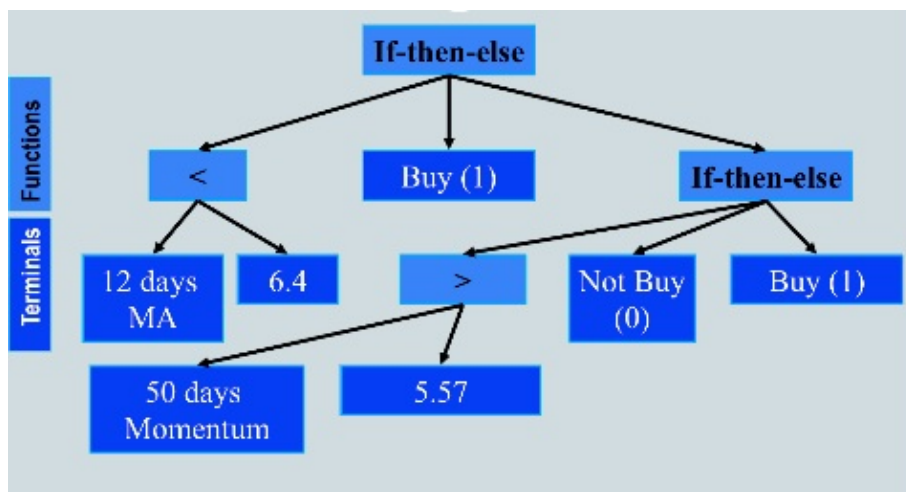 If-then-else
Functions
<
Buy (1)
If-then-else
Terminals
12 days
MA
6.4
>
Not Buy
(0)
Buy (1)
50 days
Momentum
5.57